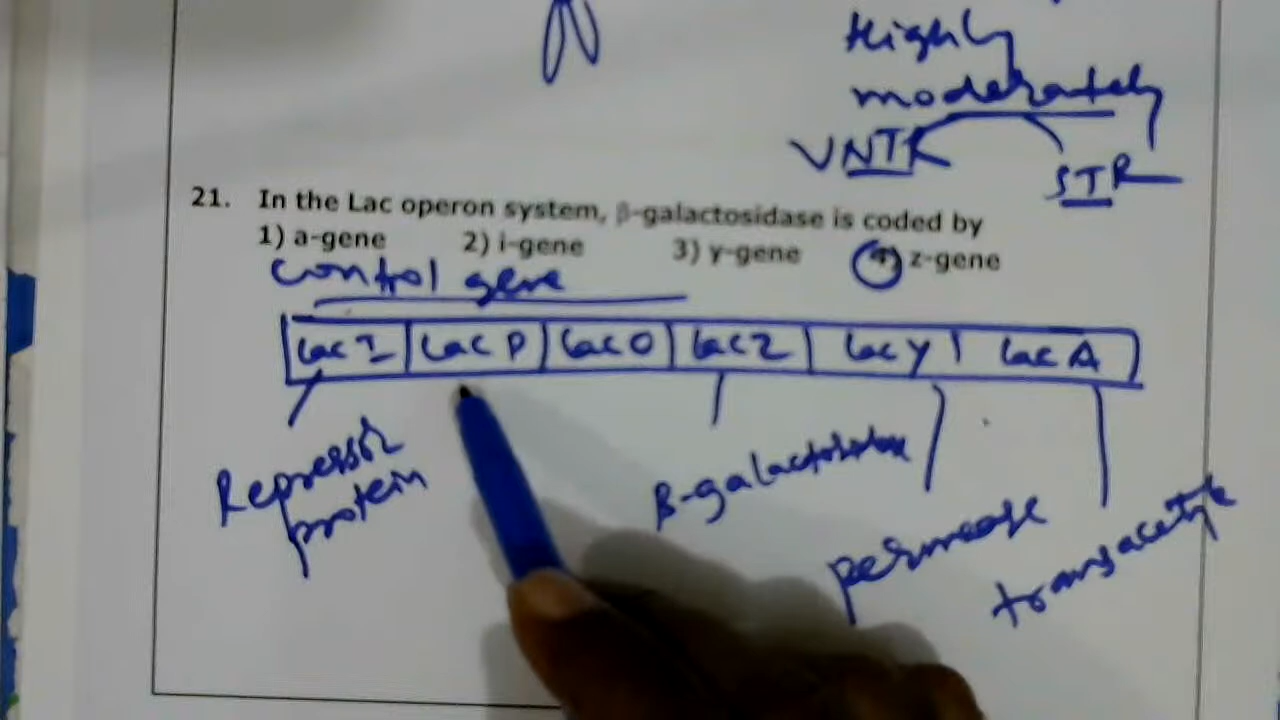 Highly
moderately
VNTR
STR
21. In the Lac operon system, β-galactosidase is coded by
1) a-gene 2) i-gene 3) y-gene 4) z-gene
control gene
Lac I Lac P Lac O Lac Z Lac Y Lac A
Repressor
protein
β-galactosidase
permease